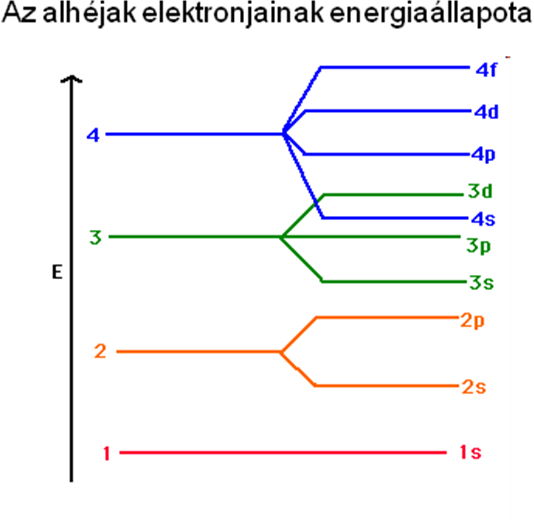 Az alhéjak elektronjainak energiaállapota
4f
4d
4
4p
3d
4s
3
3p
E
3s
2p
2
2s
1
1s